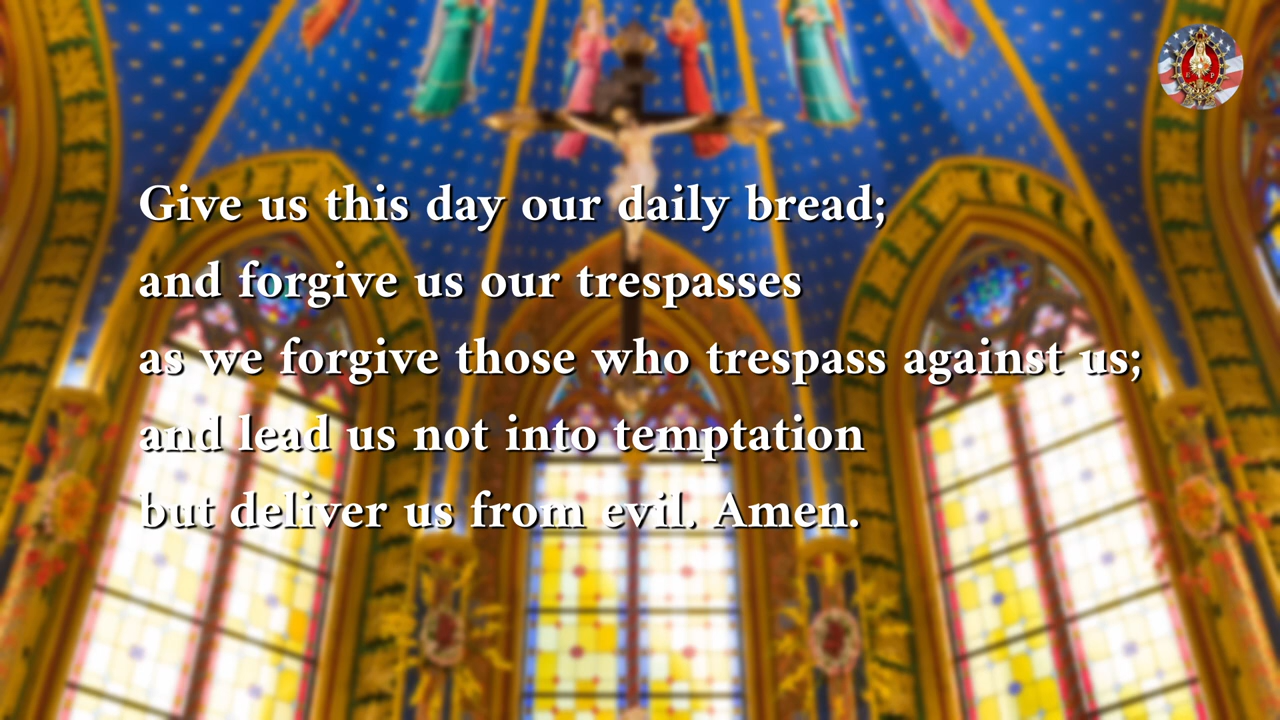 Give us this day our daily bread;
and forgive us our trespasses
as we forgive those who trespass against us;
and lead us not into temptation
but deliver us from evil. Amen.